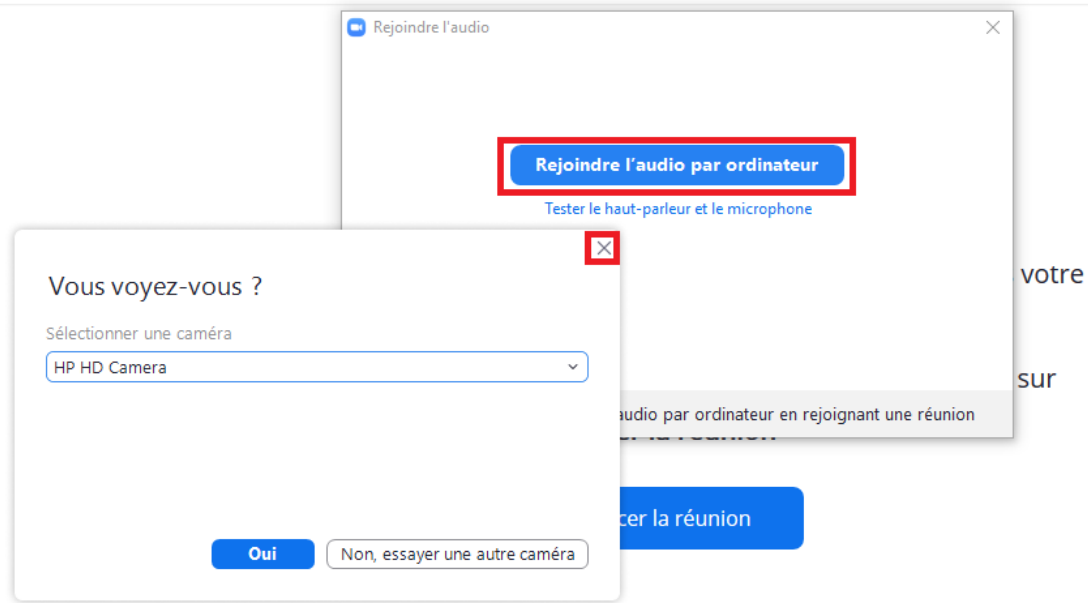 Rejoindre l'audio
Rejoindre l'audio par ordinateur
Tester le haut-parleur et le microphone
Vous voyez-vous ?
Sélectionner une caméra
HP HD Camera
Oui
Non, essayer une autre caméra
votre
sur
audio par ordinateur en rejoignant une réunion
la réunion
cer la réunion